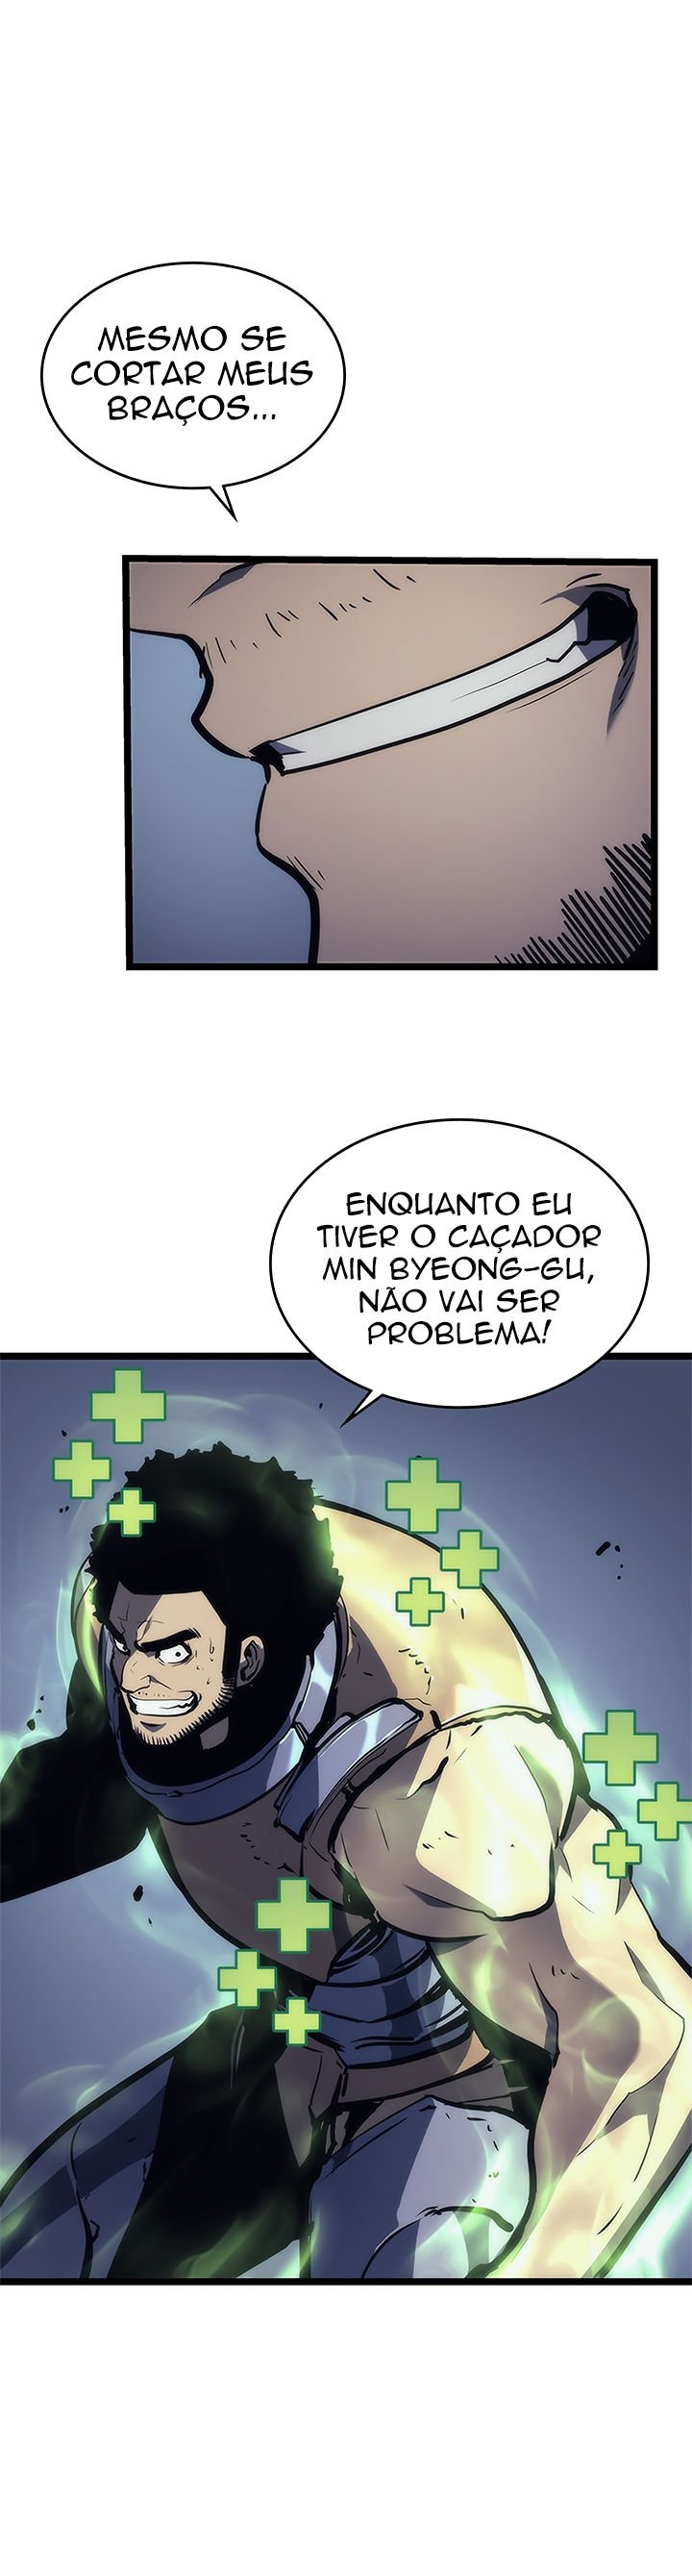 MESMO SE
CORTAR MEUS
BRAÇOS...
ENQUANTO EU
TIVER O CAÇADOR
MIN BYEONG-GU,
NÃO VAI SER
PROBLEMA!